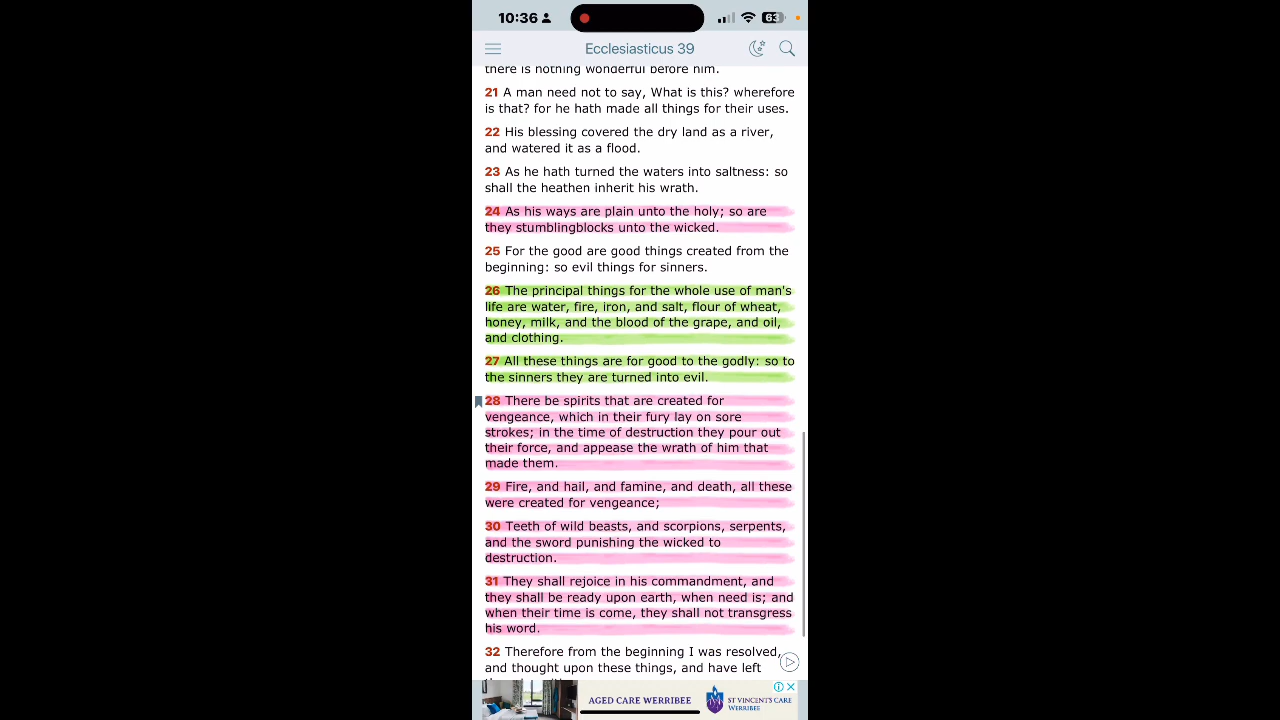 10:36
63
Ecclesiasticus 39
there is nothing wonderful before him.
21 A man need not to say, What is this? wherefore
is that? for he hath made all things for their uses.
22 His blessing covered the dry land as a river,
and watered it as a flood.
23 As he hath turned the waters into saltness: so
shall the heathen inherit his wrath.
24 As his ways are plain unto the holy; so are
they stumblingblocks unto the wicked.
25 For the good are good things created from the
beginning: so evil things for sinners.
26 The principal things for the whole use of man's
life are water, fire, iron, and salt, flour of wheat,
honey, milk, and the blood of the grape, and oil,
and clothing.
27 All these things are for good to the godly: so to
the sinners they are turned into evil.
28 There be spirits that are created for
vengeance, which in their fury lay on sore
strokes; in the time of destruction they pour out
their force, and appease the wrath of him that
made them.
29 Fire, and hail, and famine, and death, all these
were created for vengeance;
30 Teeth of wild beasts, and scorpions, serpents,
and the sword punishing the wicked to
destruction.
31 They shall rejoice in his commandment, and
they shall be ready upon earth, when need is; and
when their time is come, they shall not transgress
his word.
32 Therefore from the beginning I was resolved,
and thought upon these things, and have left
AGED CARE WERRIBEE
ST VINCENT'S CARE
WERRIBEE